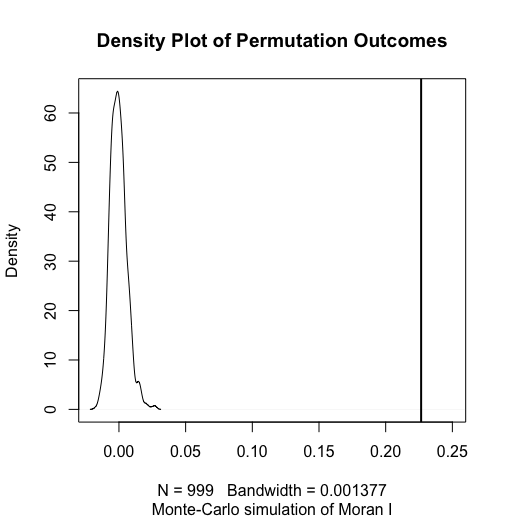 Density Plot of Permutation Outcomes
60
50
40
30
20
10
0
Density
0.00 0.05 0.10 0.15 0.20 0.25
N = 999 Bandwidth = 0.001377
Monte-Carlo simulation of Moran I